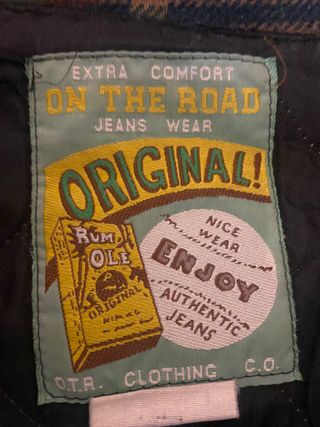 EXTRA COMFORT
ON THE ROAD
JEANS WEAR
ORIGINAL!
RUM
OLE
ORIGINAL
NICE
WEAR
ENJOY
AUTHENTIC
JEANS
O.T.R. CLOTHING C.O.